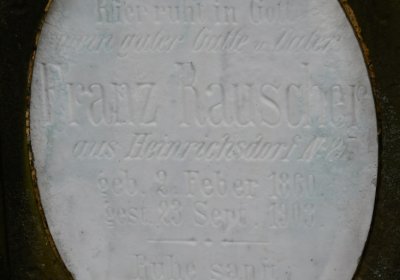 Hier ruht in Gott
unser guter Gatte u. Vater
Franz Rauscher
aus Heinrichsdorf
geb. 2. Feber 1860
gest. 23. Sept. 1903.
Ruhe sanft.